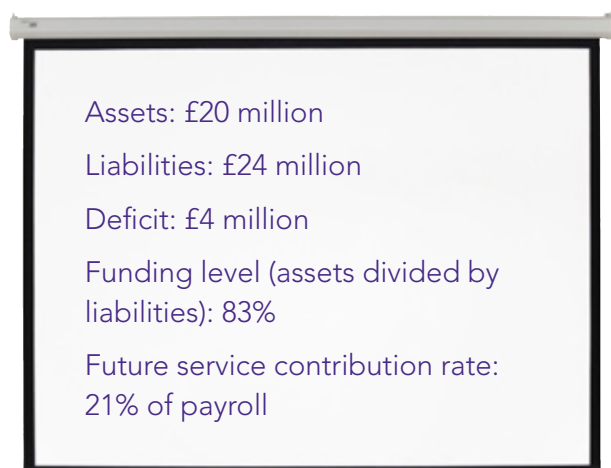 Assets: £20 million
Liabilities: £24 million
Deficit: £4 million
Funding level (assets divided by
liabilities): 83%
Future service contribution rate:
21% of payroll